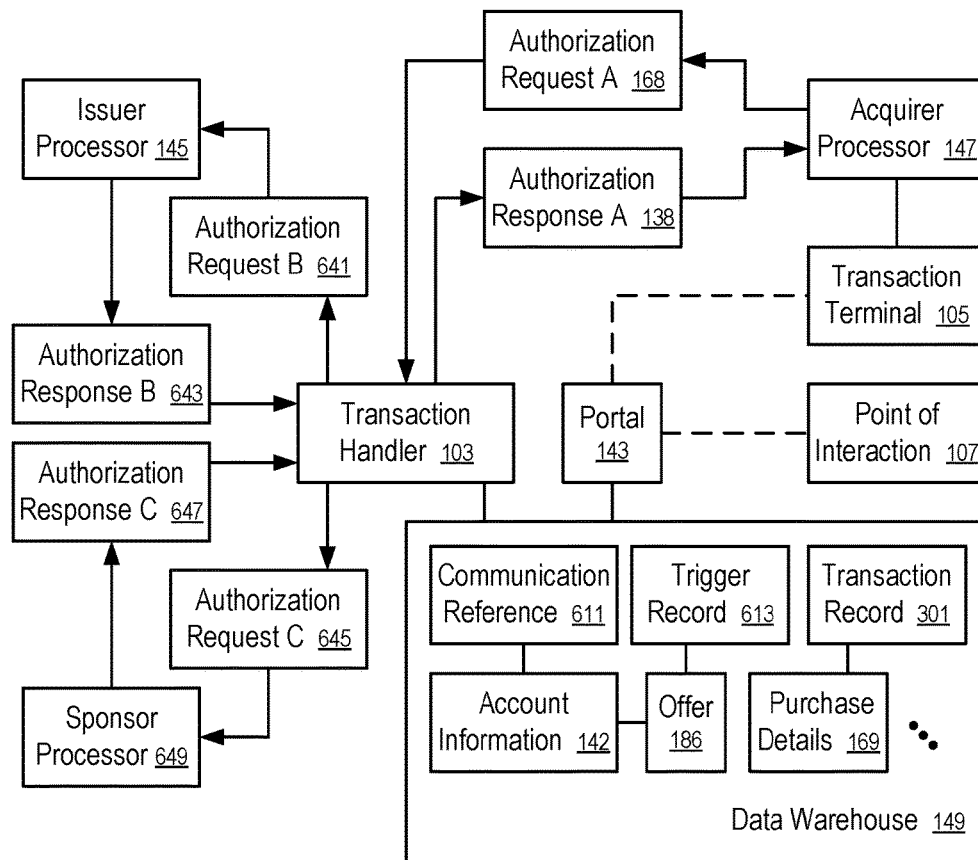 Authorization
Request A 168
Issuer
Processor 145
Acquirer
Processor 147
Authorization
Response A 138
Authorization
Request B 641
Transaction
Terminal 105
Authorization
Response B 643
Transaction
Handler 103
Portal
143
Point of
Interaction 107
Authorization
Response C 647
Communication
Reference 611
Trigger
Record 613
Transaction
Record 301
Authorization
Request C 645
Account
Information 142
Offer
186
Purchase
Details 169
Sponsor
Processor 649
Data Warehouse 149